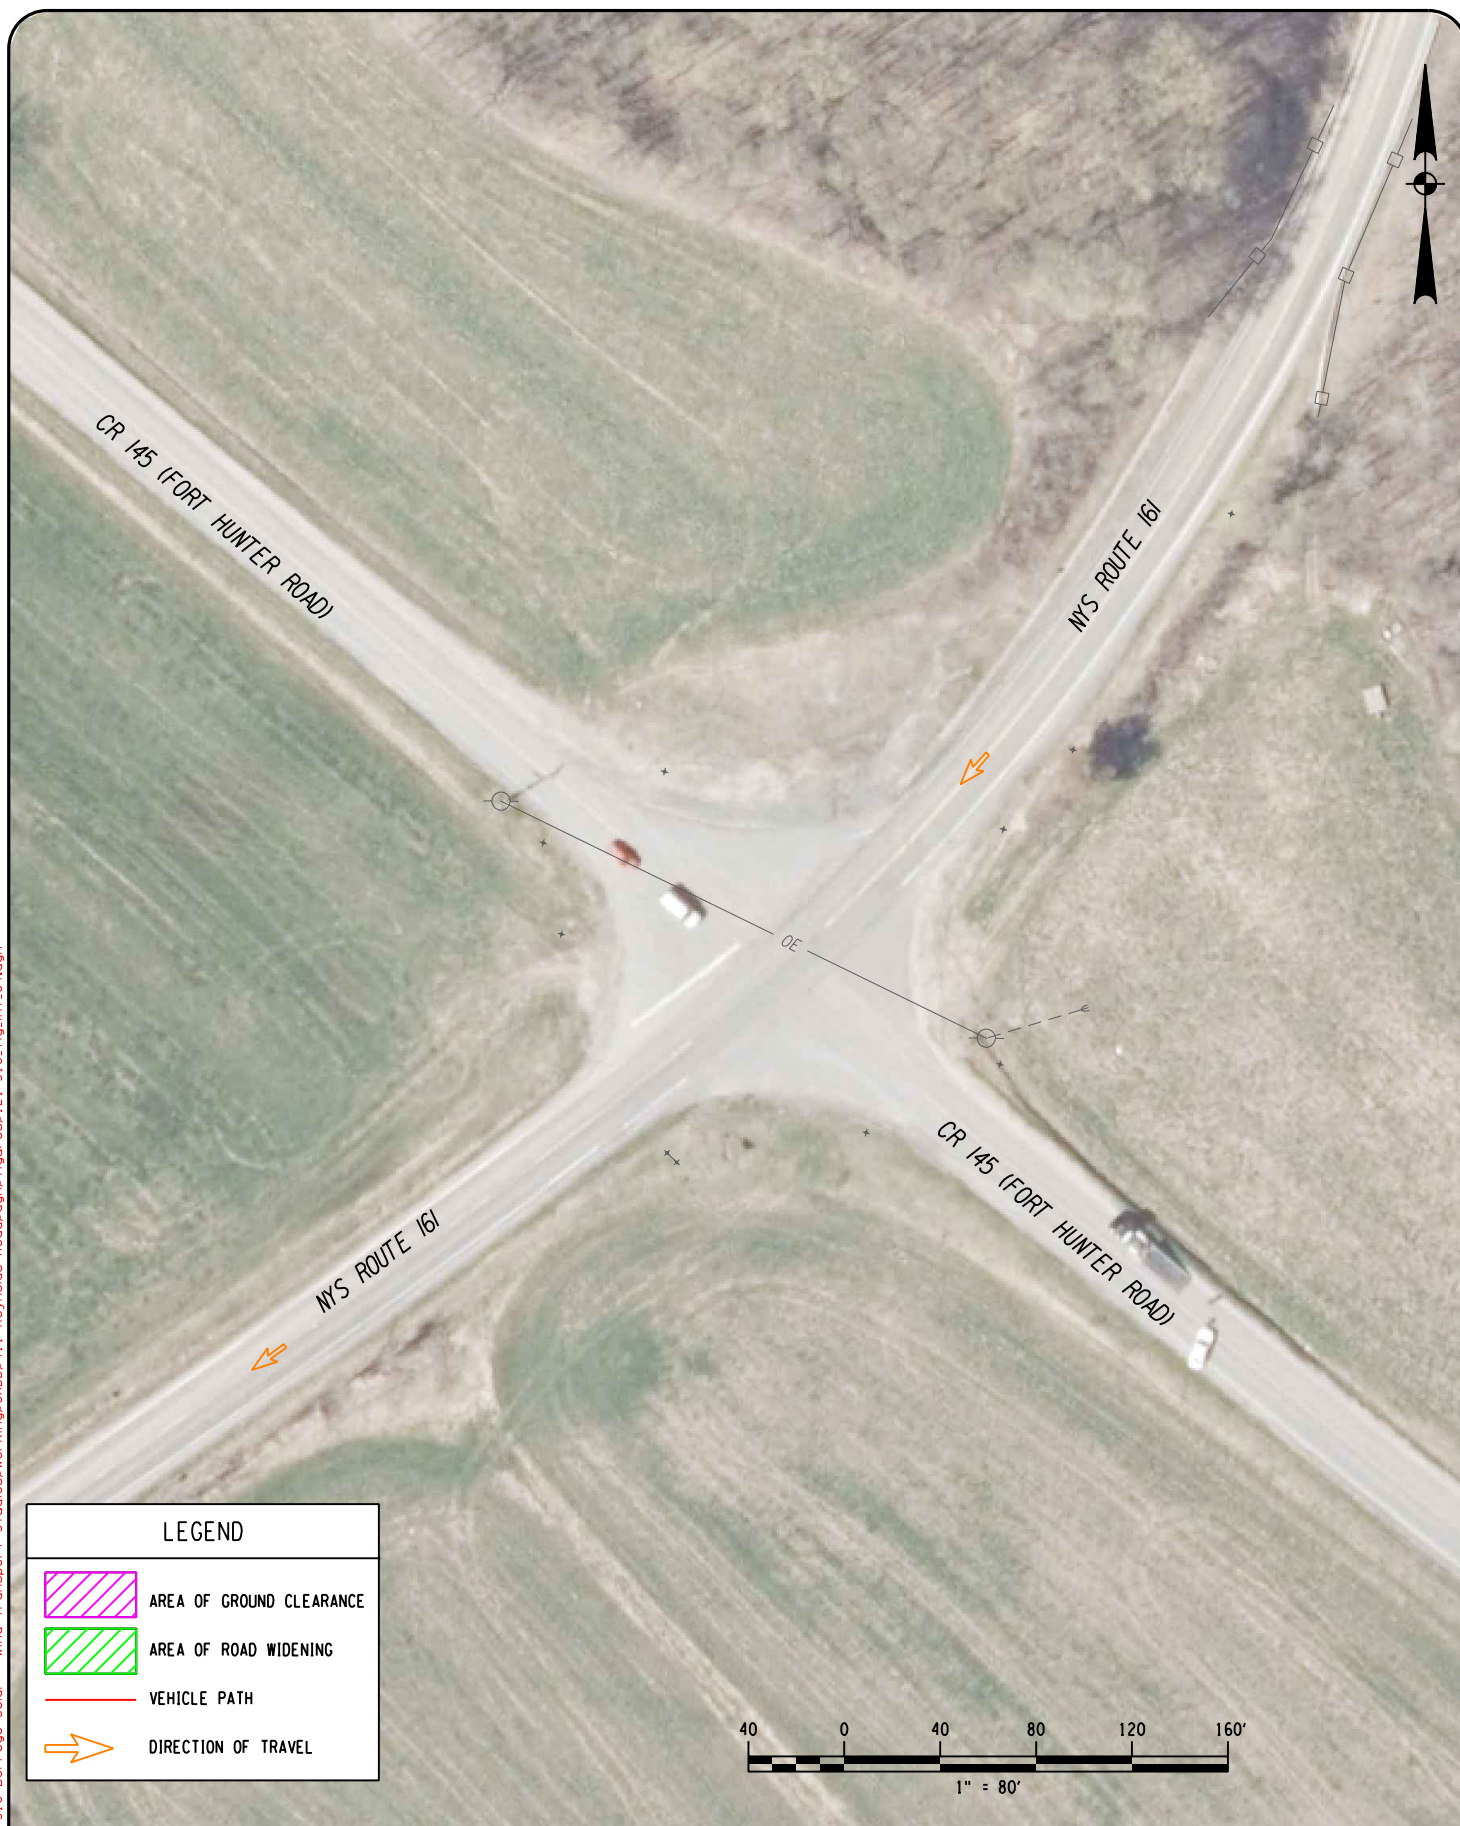 CR 145 (FORT HUNTER ROAD)
NYS ROUTE 161
OE
CR 145 (FORT HUNTER ROAD)
NYS ROUTE 161
LEGEND
AREA OF GROUND CLEARANCE
AREA OF ROAD WIDENING
VEHICLE PATH
DIRECTION OF TRAVEL
40 0 40 80 120 160'
1" = 80'